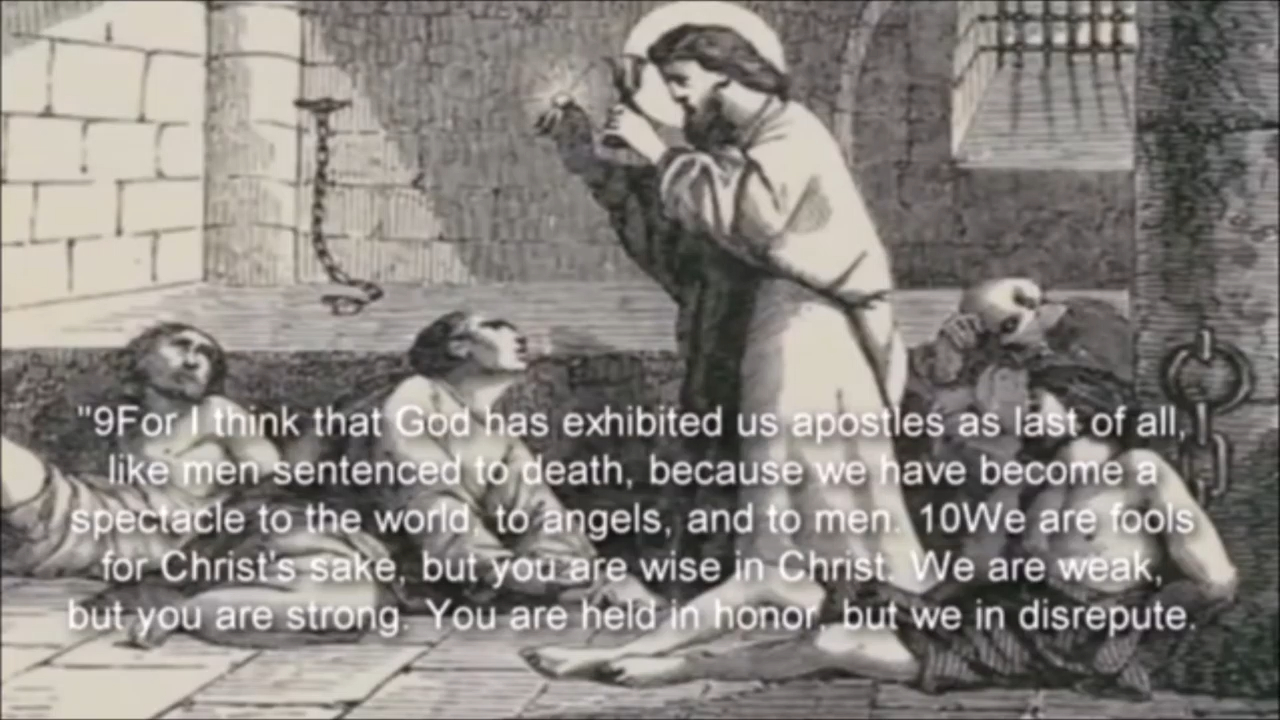 "9For I think that God has exhibited us apostles as last of all,
like men sentenced to death, because we have become a
spectacle to the world, to angels, and to men. 10We are fools
for Christ's sake, but you are wise in Christ. We are weak,
but you are strong. You are held in honor, but we in disrepute.